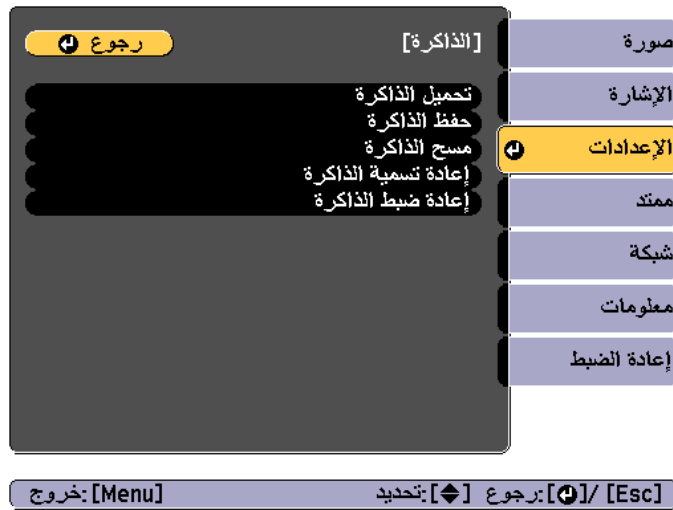 صورة
الإشارة
الإعدادات
ممتد
شبكة
معلومات
إعادة الضبط
[الذاكرة]
رجوع
تحميل الذاكرة
حفظ الذاكرة
مسح الذاكرة
إعادة تسمية الذاكرة
إعادة ضبط الذاكرة
[Esc] /[⏎]:رجوع [◆]:تحديد [Menu]:خروج